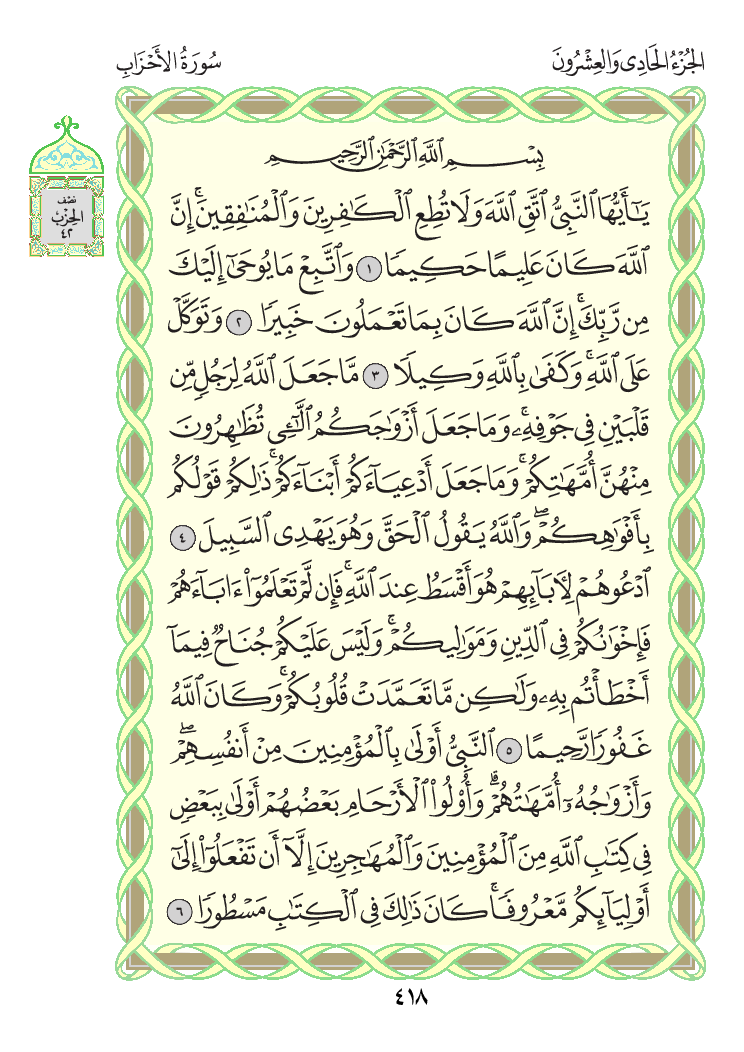 الجُزْءُ الحَادِى وَالعِشْرُونَ
سُورَةُ الأَحْزَابِ
نصف
الحِزْب
٤٢
بِسْمِ ٱللَّهِ ٱلرَّحْمَٰنِ ٱلرَّحِيمِ
يَـٰٓأَيُّهَا ٱلنَّبِىُّ ٱتَّقِ ٱللَّهَ وَلَا تُطِعِ ٱلْكَـٰفِرِينَ وَٱلْمُنَـٰفِقِينَ ۚ إِنَّ
ٱللَّهَ كَانَ عَلِيمًا حَكِيمًا ١ وَٱتَّبِعْ مَا يُوحَىٰٓ إِلَيْكَ
مِن رَّبِّكَ ۚ إِنَّ ٱللَّهَ كَانَ بِمَا تَعْمَلُونَ خَبِيرًا ٢ وَتَوَكَّلْ
عَلَى ٱللَّهِ ۚ وَكَفَىٰ بِٱللَّهِ وَكِيلًا ٣ مَّا جَعَلَ ٱللَّهُ لِرَجُلٍ مِّن
قَلْبَيْنِ فِى جَوْفِهِۦ ۚ وَمَا جَعَلَ أَزْوَٰجَكُمُ ٱلَّـٰٓـِٔى تُظَـٰهِرُونَ
مِنْهُنَّ أُمَّهَـٰتِكُمْ ۚ وَمَا جَعَلَ أَدْعِيَآءَكُمْ أَبْنَآءَكُمْ ۚ ذَٰلِكُمْ قَوْلُكُم
بِأَفْوَٰهِكُمْ ۖ وَٱللَّهُ يَقُولُ ٱلْحَقَّ وَهُوَ يَهْدِى ٱلسَّبِيلَ ٤
ٱدْعُوهُمْ لِـَٔابَآئِهِمْ هُوَ أَقْسَطُ عِندَ ٱللَّهِ ۚ فَإِن لَّمْ تَعْلَمُوٓا۟ ءَابَآءَهُمْ
فَإِخْوَٰنُكُمْ فِى ٱلدِّينِ وَمَوَٰلِيكُمْ ۚ وَلَيْسَ عَلَيْكُمْ جُنَاحٌ فِيمَآ
أَخْطَأْتُم بِهِۦ وَلَـٰكِن مَّا تَعَمَّدَتْ قُلُوبُكُمْ ۚ وَكَانَ ٱللَّهُ
غَفُورًا رَّحِيمًا ٥ ٱلنَّبِىُّ أَوْلَىٰ بِٱلْمُؤْمِنِينَ مِنْ أَنفُسِهِمْ ۖ
وَأَزْوَٰجُهُۥٓ أُمَّهَـٰتُهُمْ ۗ وَأُو۟لُوا۟ ٱلْأَرْحَامِ بَعْضُهُمْ أَوْلَىٰ بِبَعْضٍ
فِى كِتَـٰبِ ٱللَّهِ مِنَ ٱلْمُؤْمِنِينَ وَٱلْمُهَـٰجِرِينَ إِلَّآ أَن تَفْعَلُوٓا۟ إِلَىٰٓ
أَوْلِيَآئِكُم مَّعْرُوفًا ۚ كَانَ ذَٰلِكَ فِى ٱلْكِتَـٰبِ مَسْطُورًا ٦
٤١٨